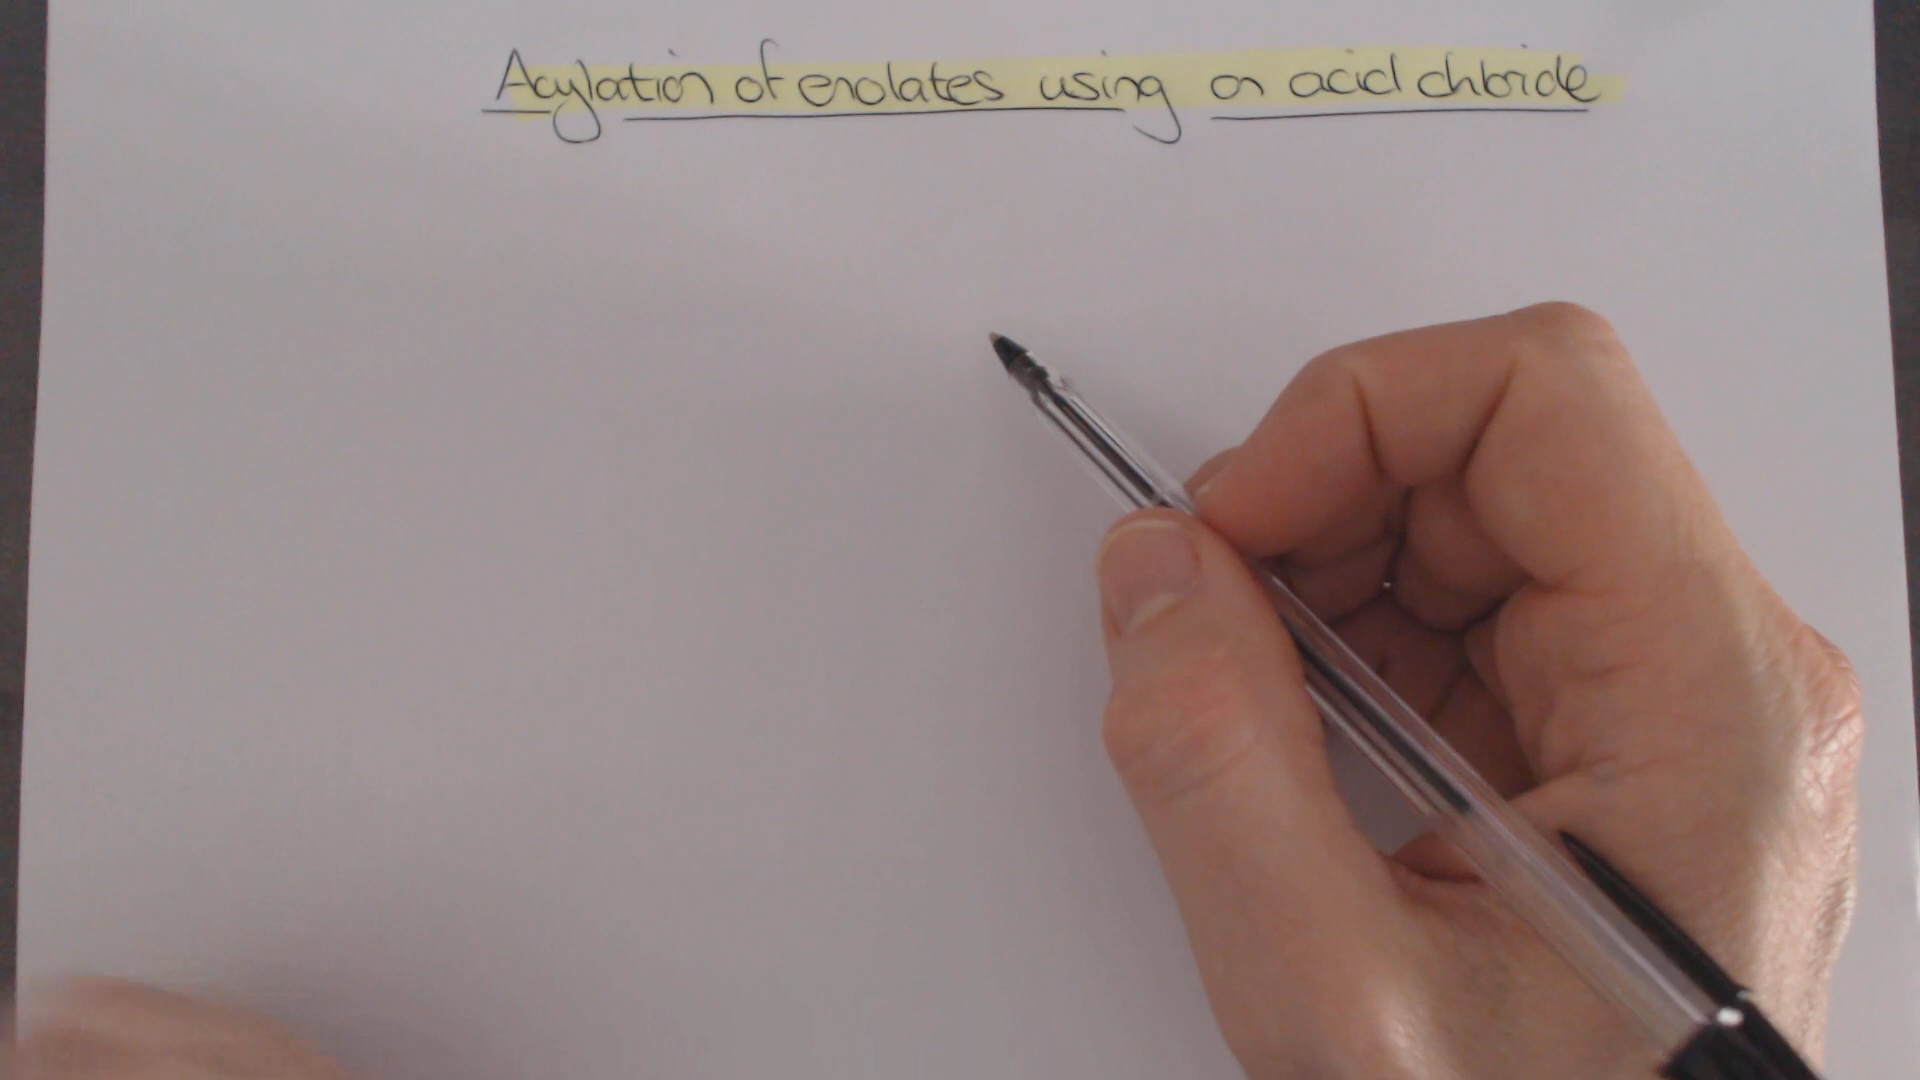 Acylation of enolates using an acid chloride